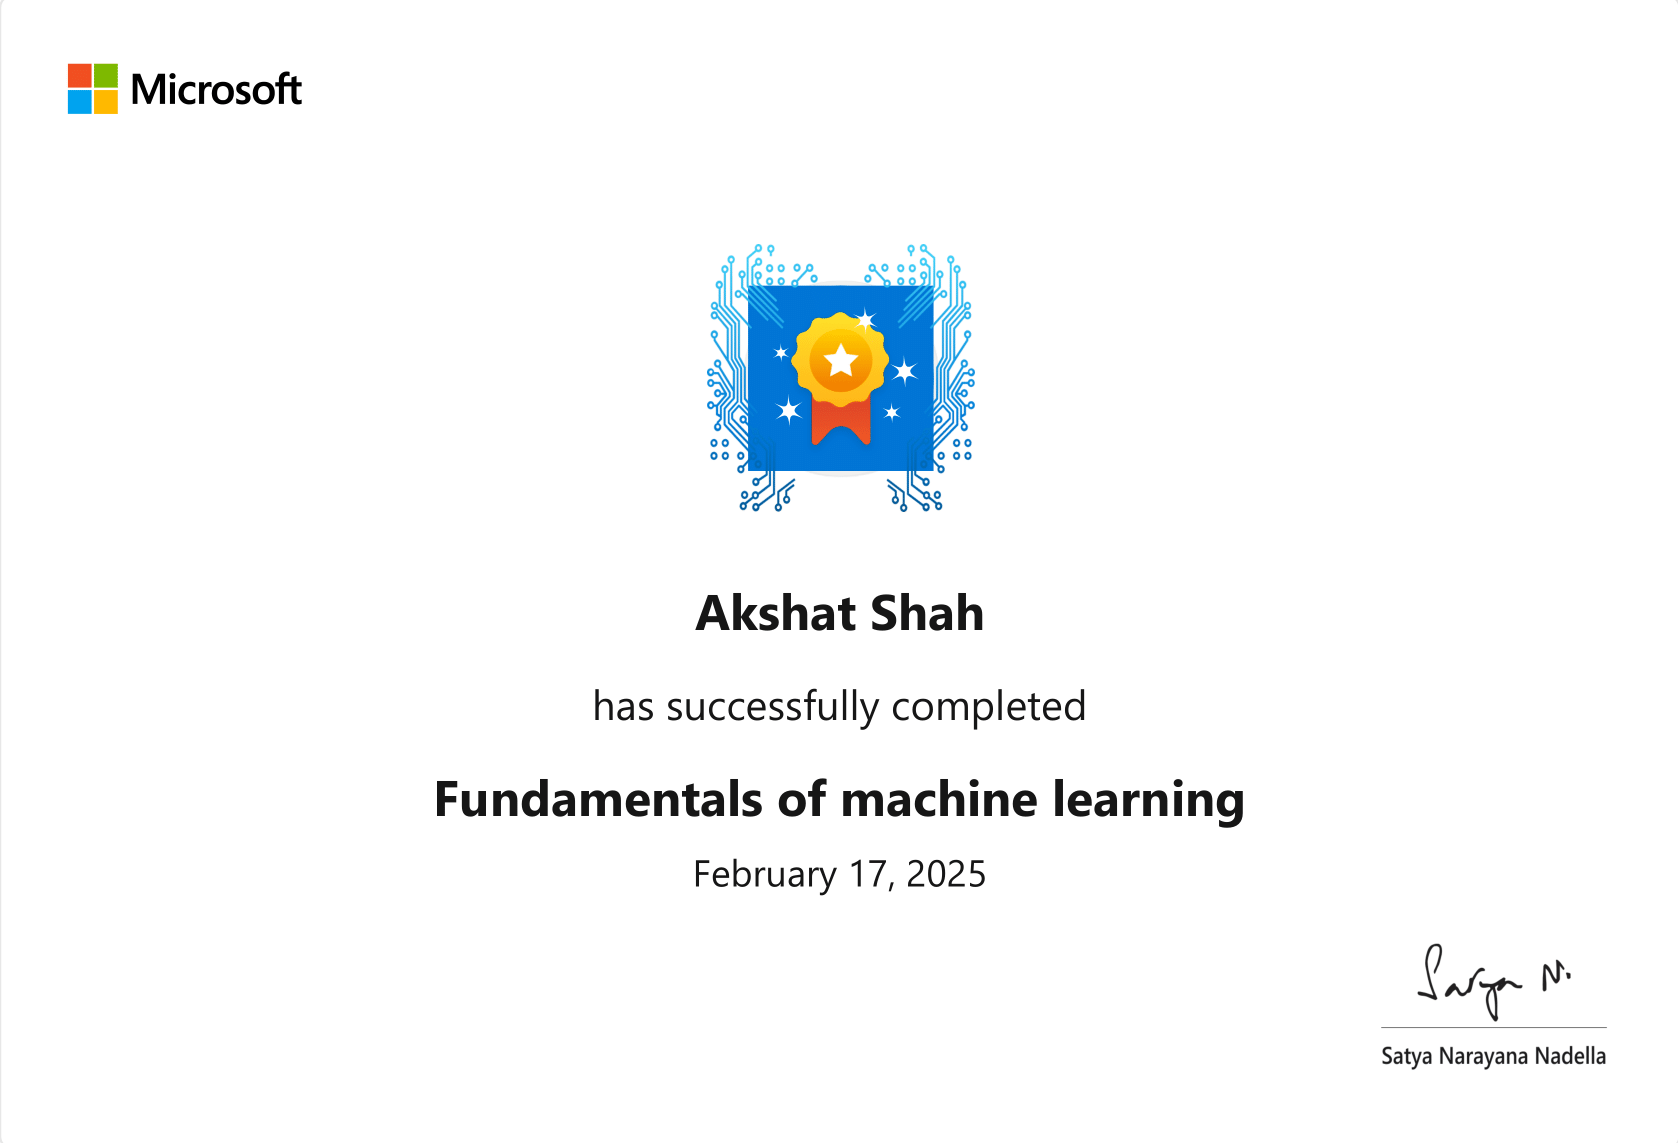 Microsoft
Akshat Shah
has successfully completed
Fundamentals of machine learning
February 17, 2025
Satya N.
Satya Narayana Nadella